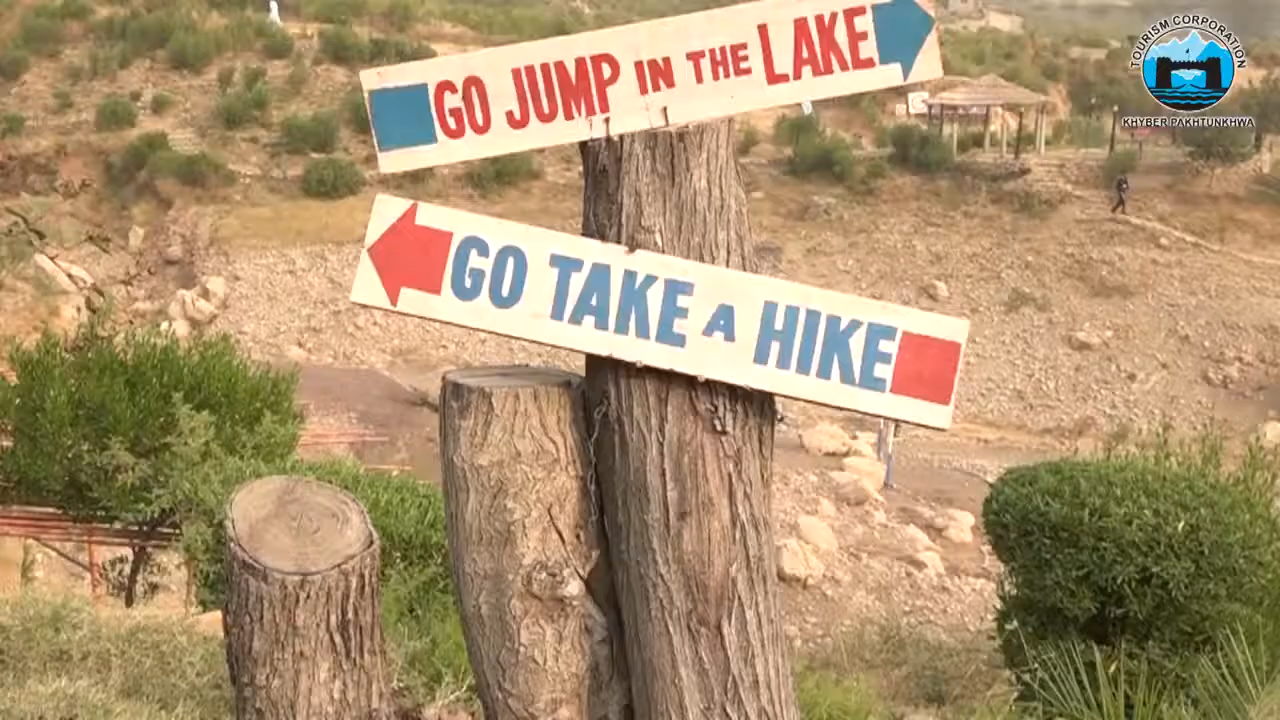 GO JUMP IN THE LAKE
GO TAKE A HIKE
TOURISM CORPORATION
KHYBER PAKHTUNKHWA